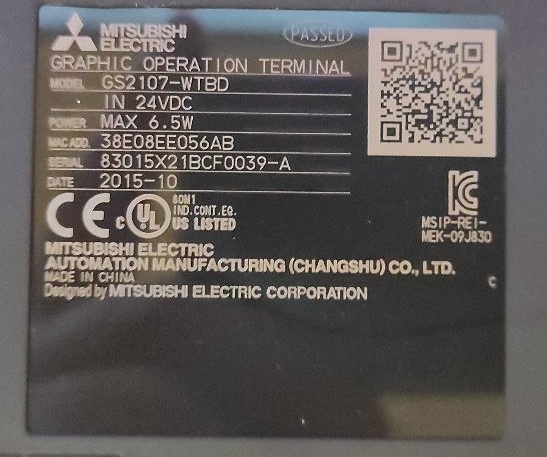 MITSUBISHI
ELECTRIC
PASSED
GRAPHIC OPERATION TERMINAL
MODEL GS2107-WTBD
IN 24VDC
POWER MAX 6.5W
MAC ADD. 38E08EE056AB
SERIAL 83015X21BCF0039-A
DATE 2015-10
CE
c UL US LISTED
80M1
IND.CONT.EQ.
MSIP-REI-
MEK-09J830
MITSUBISHI ELECTRIC
AUTOMATION MANUFACTURING (CHANGSHU) CO., LTD.
MADE IN CHINA
Designed by MITSUBISHI ELECTRIC CORPORATION
C